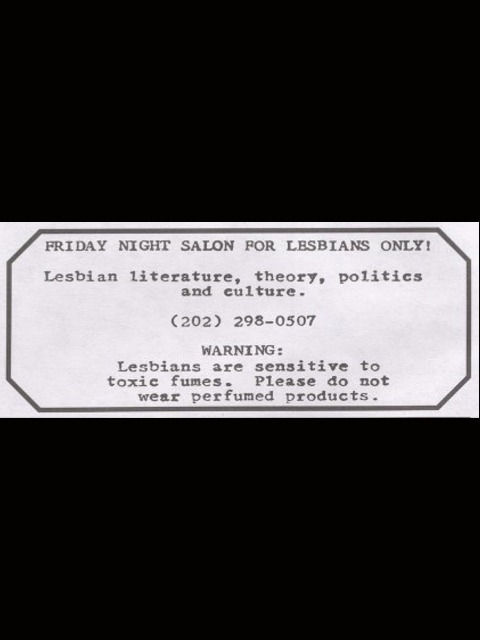 FRIDAY NIGHT SALON FOR LESBIANS ONLY!
Lesbian literature, theory, politics
and culture.
(202) 298-0507
WARNING:
Lesbians are sensitive to
toxic fumes. Please do not
wear perfumed products.